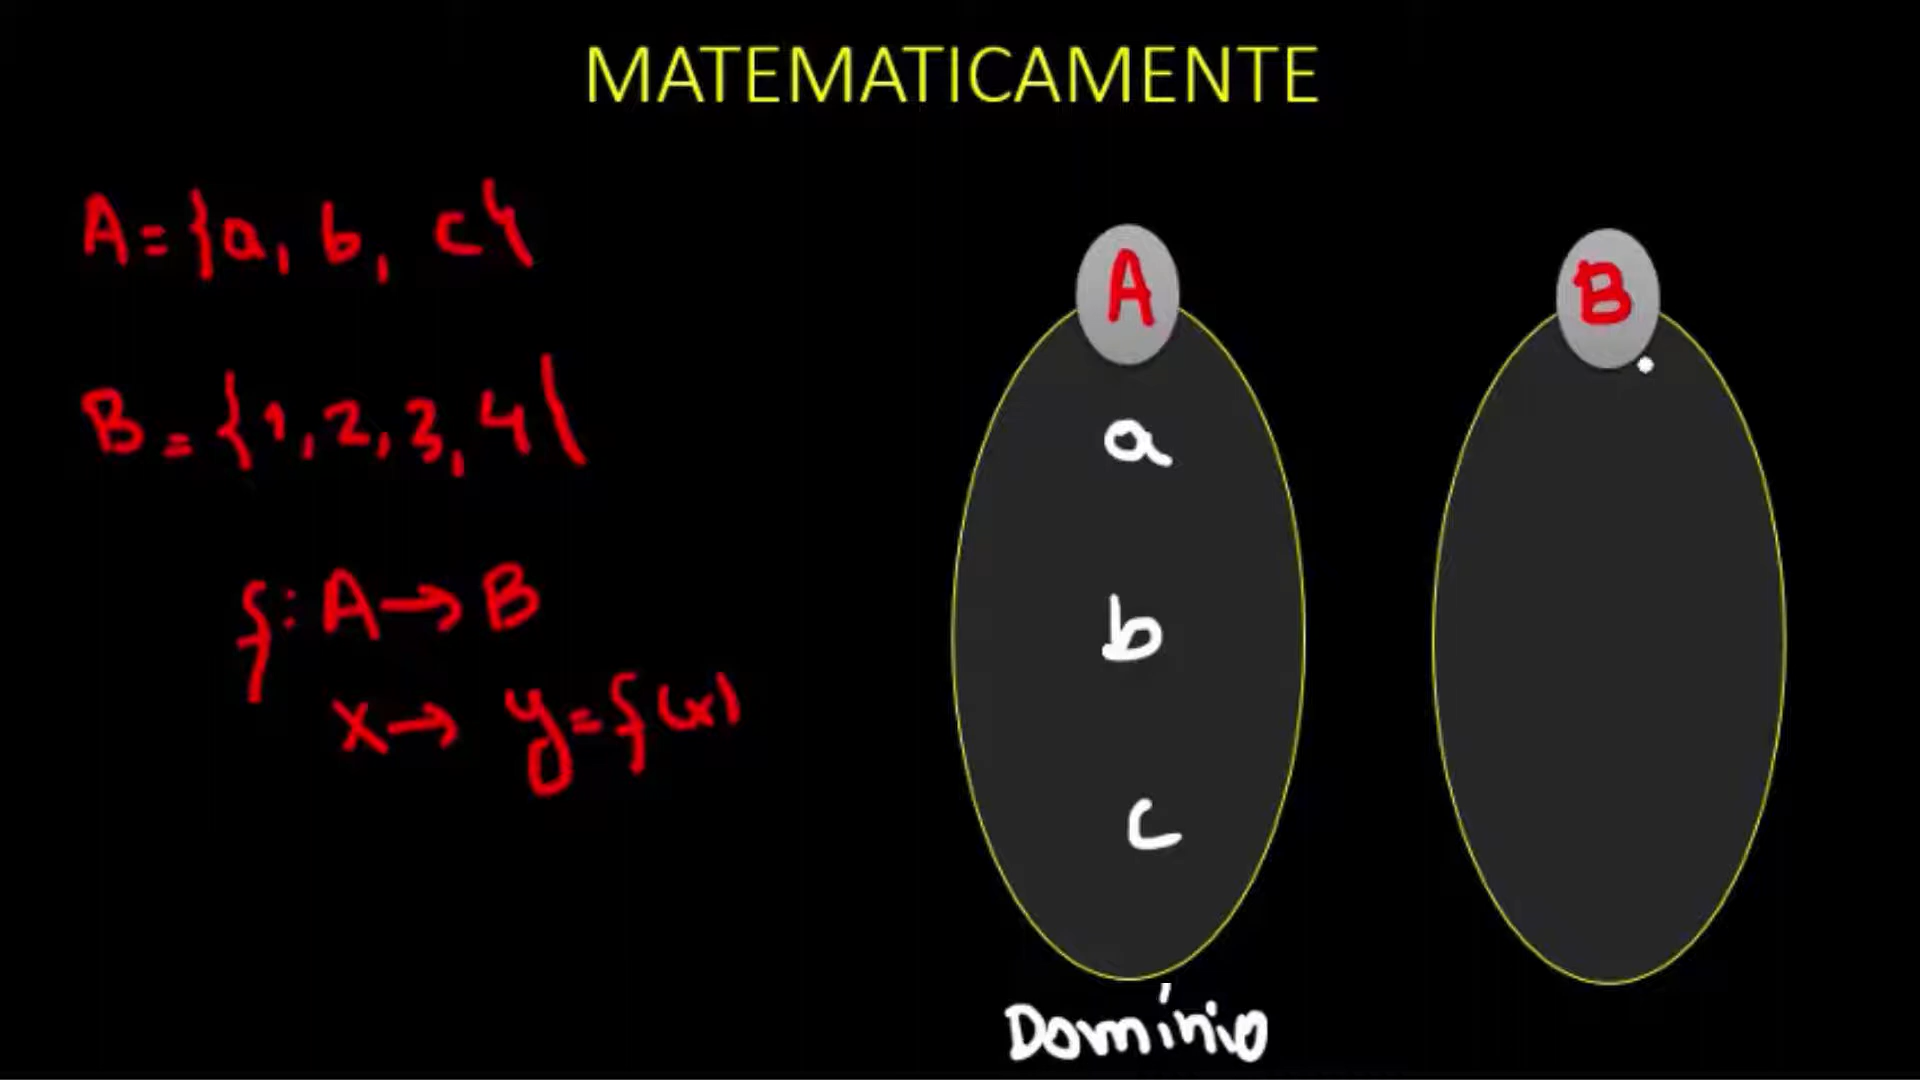 MATEMATICAMENTE
A={a, b, c}
B={1,2,3,4}
f: A→B
x→ y=f(x)
A
a
b
c
Domínio
B